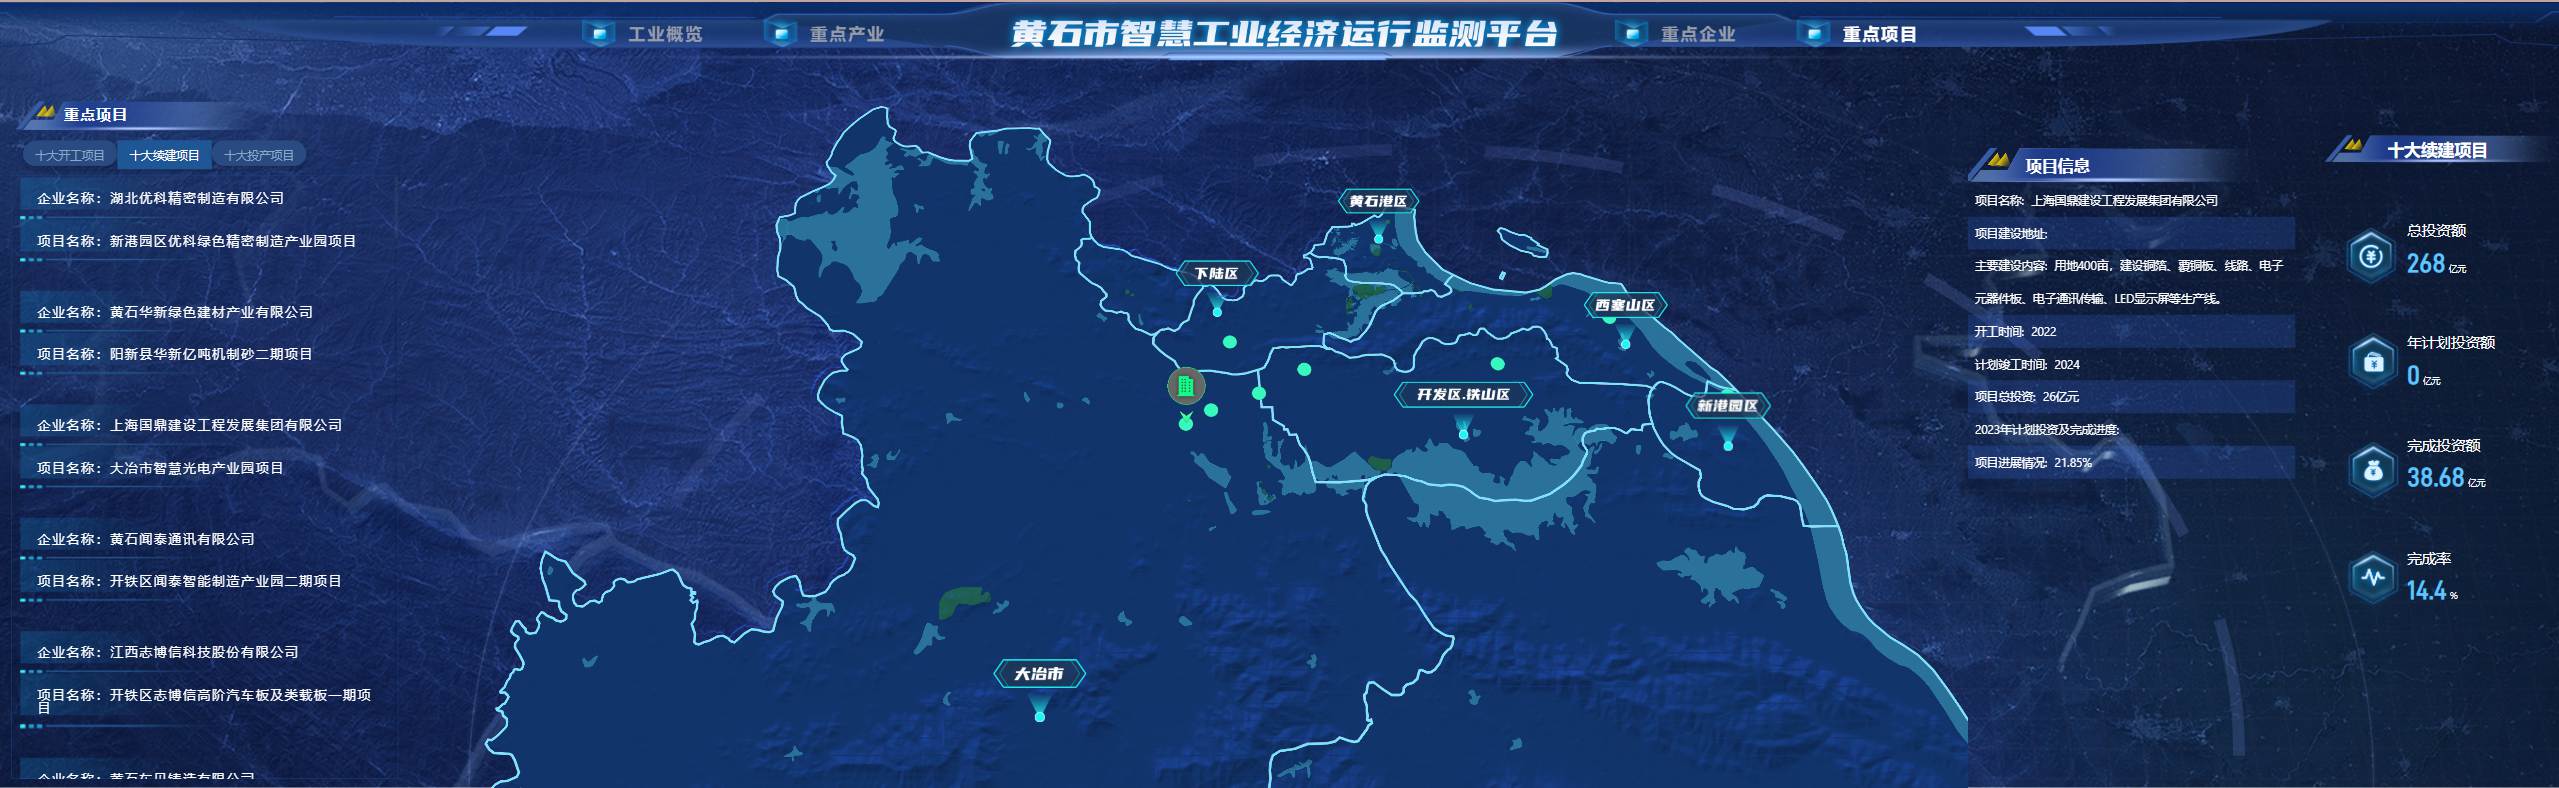 工业概览
重点产业
黄石市智慧工业经济运行监测平台
重点企业
重点项目
重点项目
十大开工项目
十大续建项目
十大投产项目
企业名称：湖北优科精密制造有限公司
项目名称：新港园区优科绿色精密制造产业园项目
企业名称：黄石华新绿色建材产业有限公司
项目名称：阳新县华新亿吨机制砂二期项目
企业名称：上海国鼎建设工程发展集团有限公司
项目名称：大冶市智慧光电产业园项目
企业名称：黄石闻泰通讯有限公司
项目名称：开铁区闻泰智能制造产业园二期项目
企业名称：江西志博信科技股份有限公司
项目名称：开铁区志博信高阶汽车板及类载板一期项
目
企业名称：黄石东贝铸造有限公司
黄石港区
下陆区
西塞山区
开发区.铁山区
新港园区
大冶市
项目信息
项目名称: 上海国鼎建设工程发展集团有限公司
项目建设地址:
主要建设内容: 用地400亩，建设铜箔、覆铜板、线路、电子
元器件板、电子通讯传输、LED显示屏等生产线。
开工时间: 2022
计划竣工时间: 2024
项目总投资: 26亿元
2023年计划投资及完成进度:
项目进展情况: 21.85%
十大续建项目
总投资额
268 亿元
年计划投资额
0 亿元
完成投资额
38.68 亿元
完成率
14.4 %